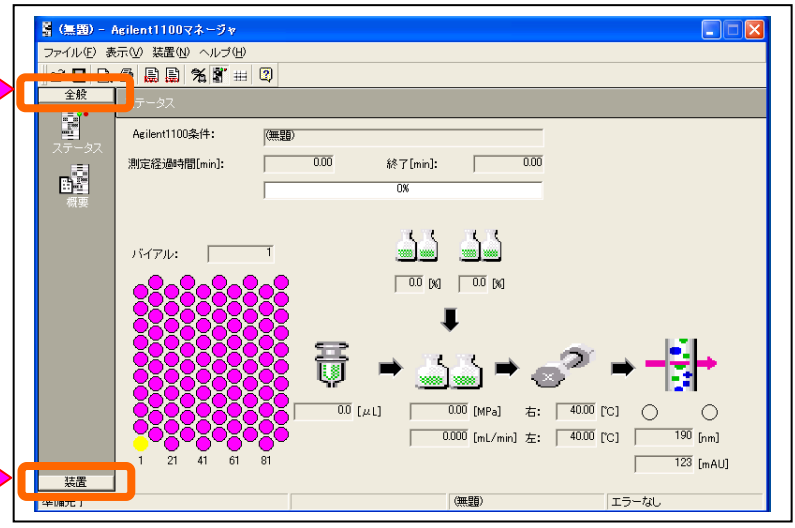 (無題) - Agilent1100マネージャ
ファイル(F) 表示(V) 装置(N) ヘルプ(H)
全般
ステータス
Agilent1100条件: (無題)
ステータス
測定経過時間[min]: 0.00 終了[min]: 0.00
0%
概要
バイアル: 1
0.0 [%] 0.0 [%]
0.0 [μL] 0.00 [MPa] 右: 40.00 [℃]
0.000 [mL/min] 左: 40.00 [℃] 190 [nm]
1 21 41 61 81
123 [mAU]
装置
準備完了 (無題) エラーなし